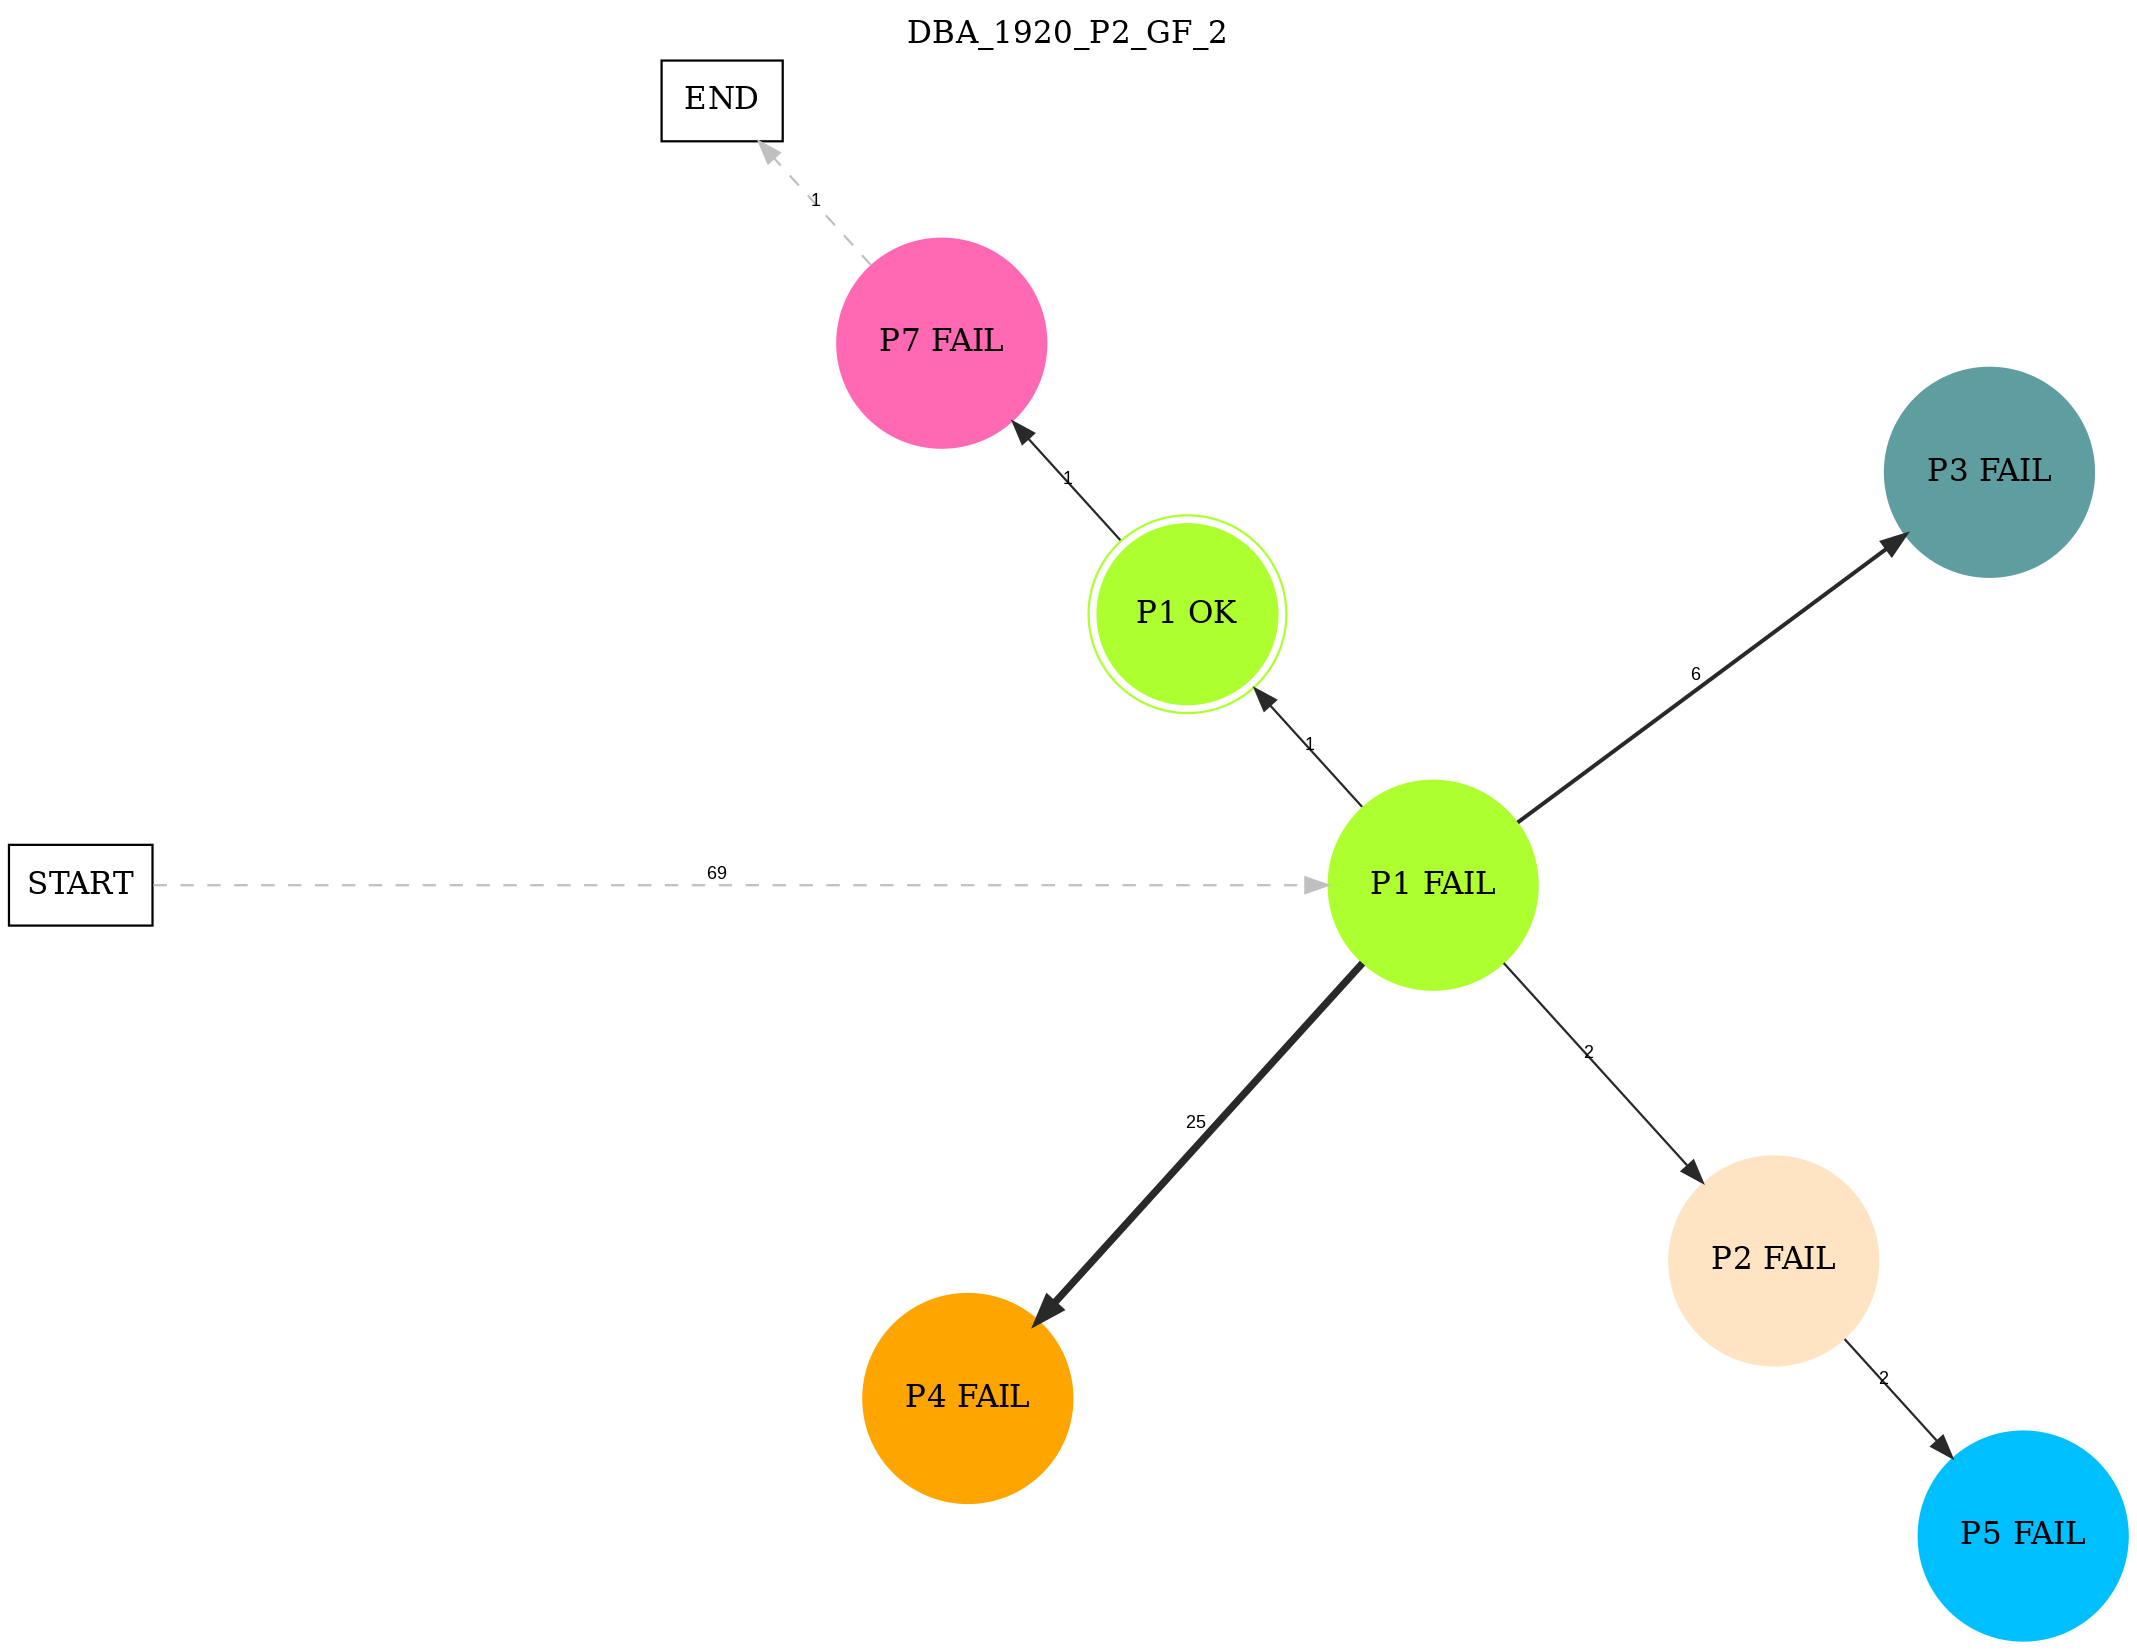 DBA_1920_P2_GF_2
END
1
P7 FAIL
P3 FAIL
1
P1 OK
6
1
START
69
P1 FAIL
2
25
P2 FAIL
2
P4 FAIL
P5 FAIL